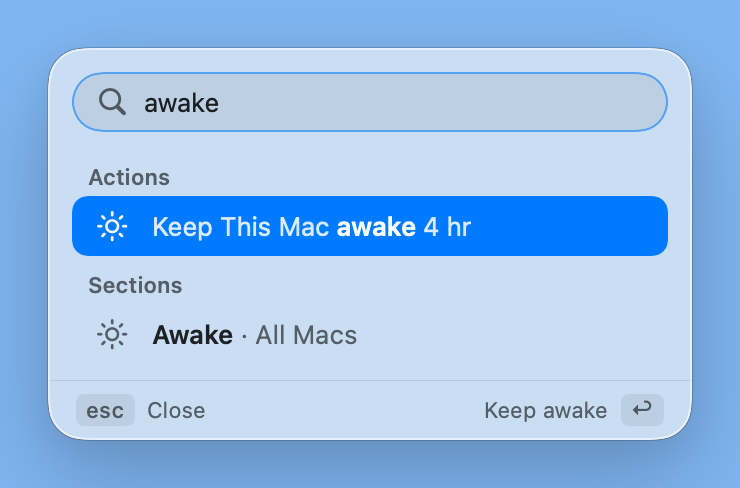 awake
Actions
Keep This Mac awake 4 hr
Sections
Awake · All Macs
esc Close Keep awake